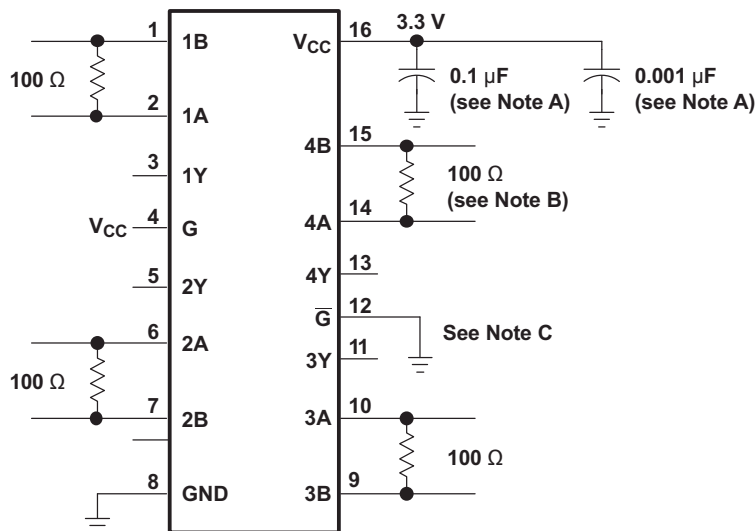 1
1B
100 Ω
2
1A
3
1Y
VCC
4
G
5
2Y
6
2A
100 Ω
7
2B
8
GND
VCC
16
3.3 V
0.1 µF
(see Note A)
0.001 µF
(see Note A)
4B
15
100 Ω
(see Note B)
4A
14
4Y
13
G̅
12
See Note C
3Y
11
3A
10
100 Ω
3B
9